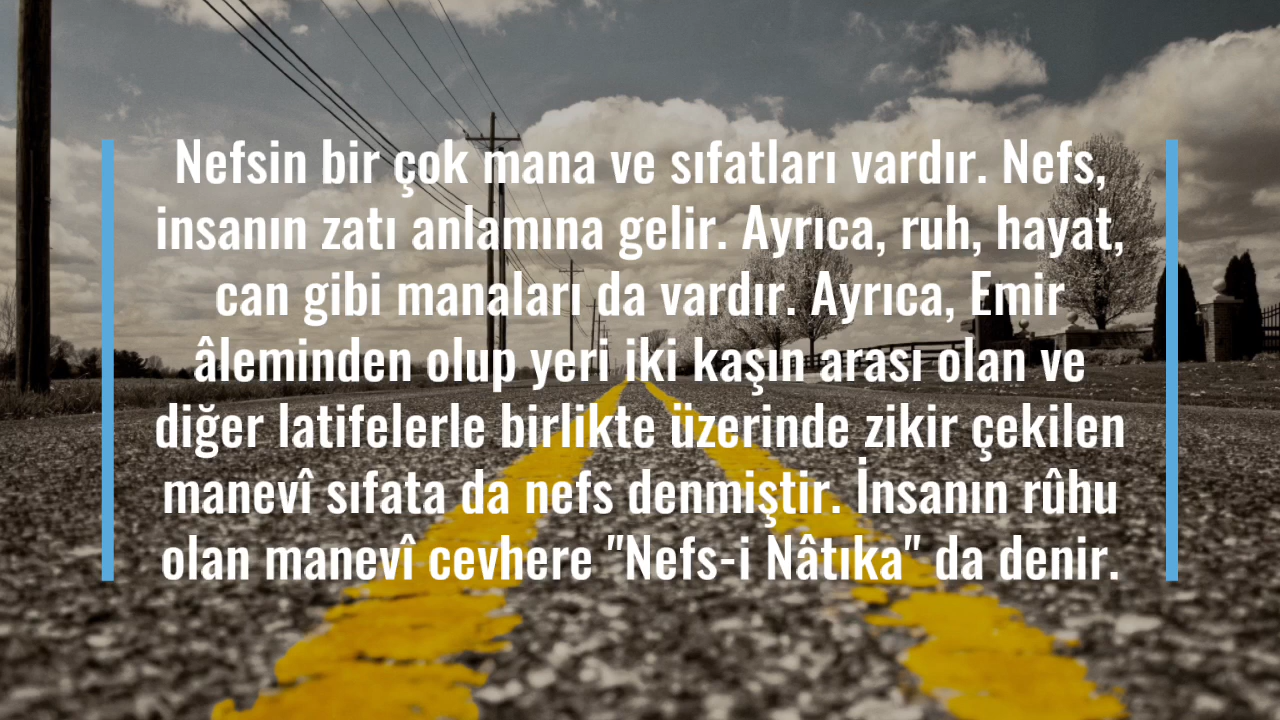 Nefsin bir çok mana ve sıfatları vardır. Nefs,
insanın zatı anlamına gelir. Ayrıca, ruh, hayat,
can gibi manaları da vardır. Ayrıca, Emir
âleminden olup yeri iki kaşın arası olan ve
diğer latifelerle birlikte üzerinde zikir çekilen
manevî sıfata da nefs denmiştir. İnsanın rûhu
olan manevî cevhere "Nefs-i Nâtıka" da denir.